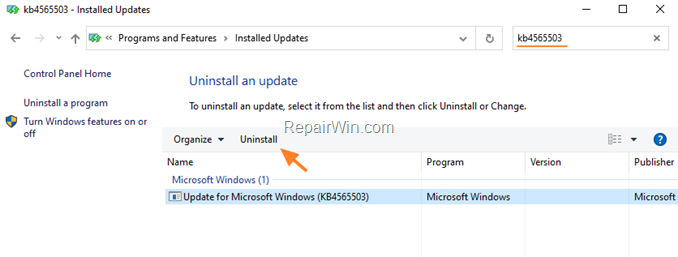 kb4565503 - Installed Updates
« Programs and Features > Installed Updates
kb4565503
Control Panel Home
Uninstall a program
Turn Windows features on or
off
Uninstall an update
To uninstall an update, select it from the list and then click Uninstall or Change.
RepairWin.com
Organize Uninstall
Name Program Version Publisher
Microsoft Windows (1)
Update for Microsoft Windows (KB4565503) Microsoft Windows Microsoft